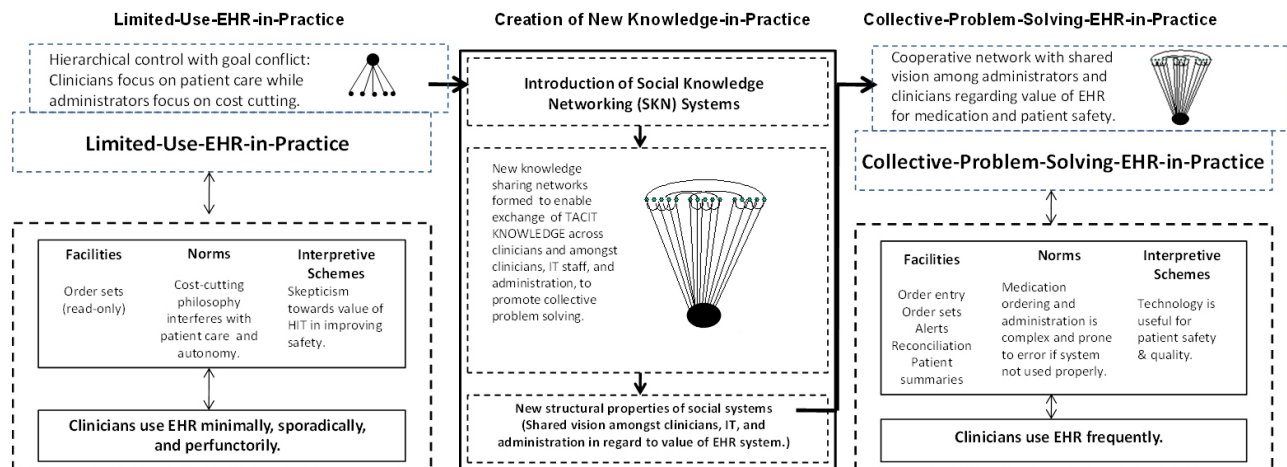 Limited-Use-EHR-in-Practice
Hierarchical control with goal conflict:
Clinicians focus on patient care while
administrators focus on cost cutting.
Limited-Use-EHR-in-Practice
Facilities
Order sets
(read-only)
Norms
Cost-cutting
philosophy
interferes with
patient care and
autonomy.
Interpretive
Schemes
Skepticism
towards value of
HIT in improving
safety.
Clinicians use EHR minimally, sporadically,
and perfunctorily.
Creation of New Knowledge-in-Practice
Introduction of Social Knowledge
Networking (SKN) Systems
New knowledge
sharing networks
formed to enable
exchange of TACIT
KNOWLEDGE across
clinicians and amongst
clinicians, IT staff, and
administration, to
promote collective
problem solving.
New structural properties of social systems
(Shared vision amongst clinicians, IT, and
administration in regard to value of EHR system.)
Collective-Problem-Solving-EHR-in-Practice
Cooperative network with shared
vision among administrators and
clinicians regarding value of EHR
for medication and patient safety.
Collective-Problem-Solving-EHR-in-Practice
Facilities
Order entry
Order sets
Alerts
Reconciliation
Patient
summaries
Norms
Medication
ordering and
administration is
complex and prone
to error if system
not used properly.
Interpretive
Schemes
Technology is
useful for
patient safety
& quality.
Clinicians use EHR frequently.